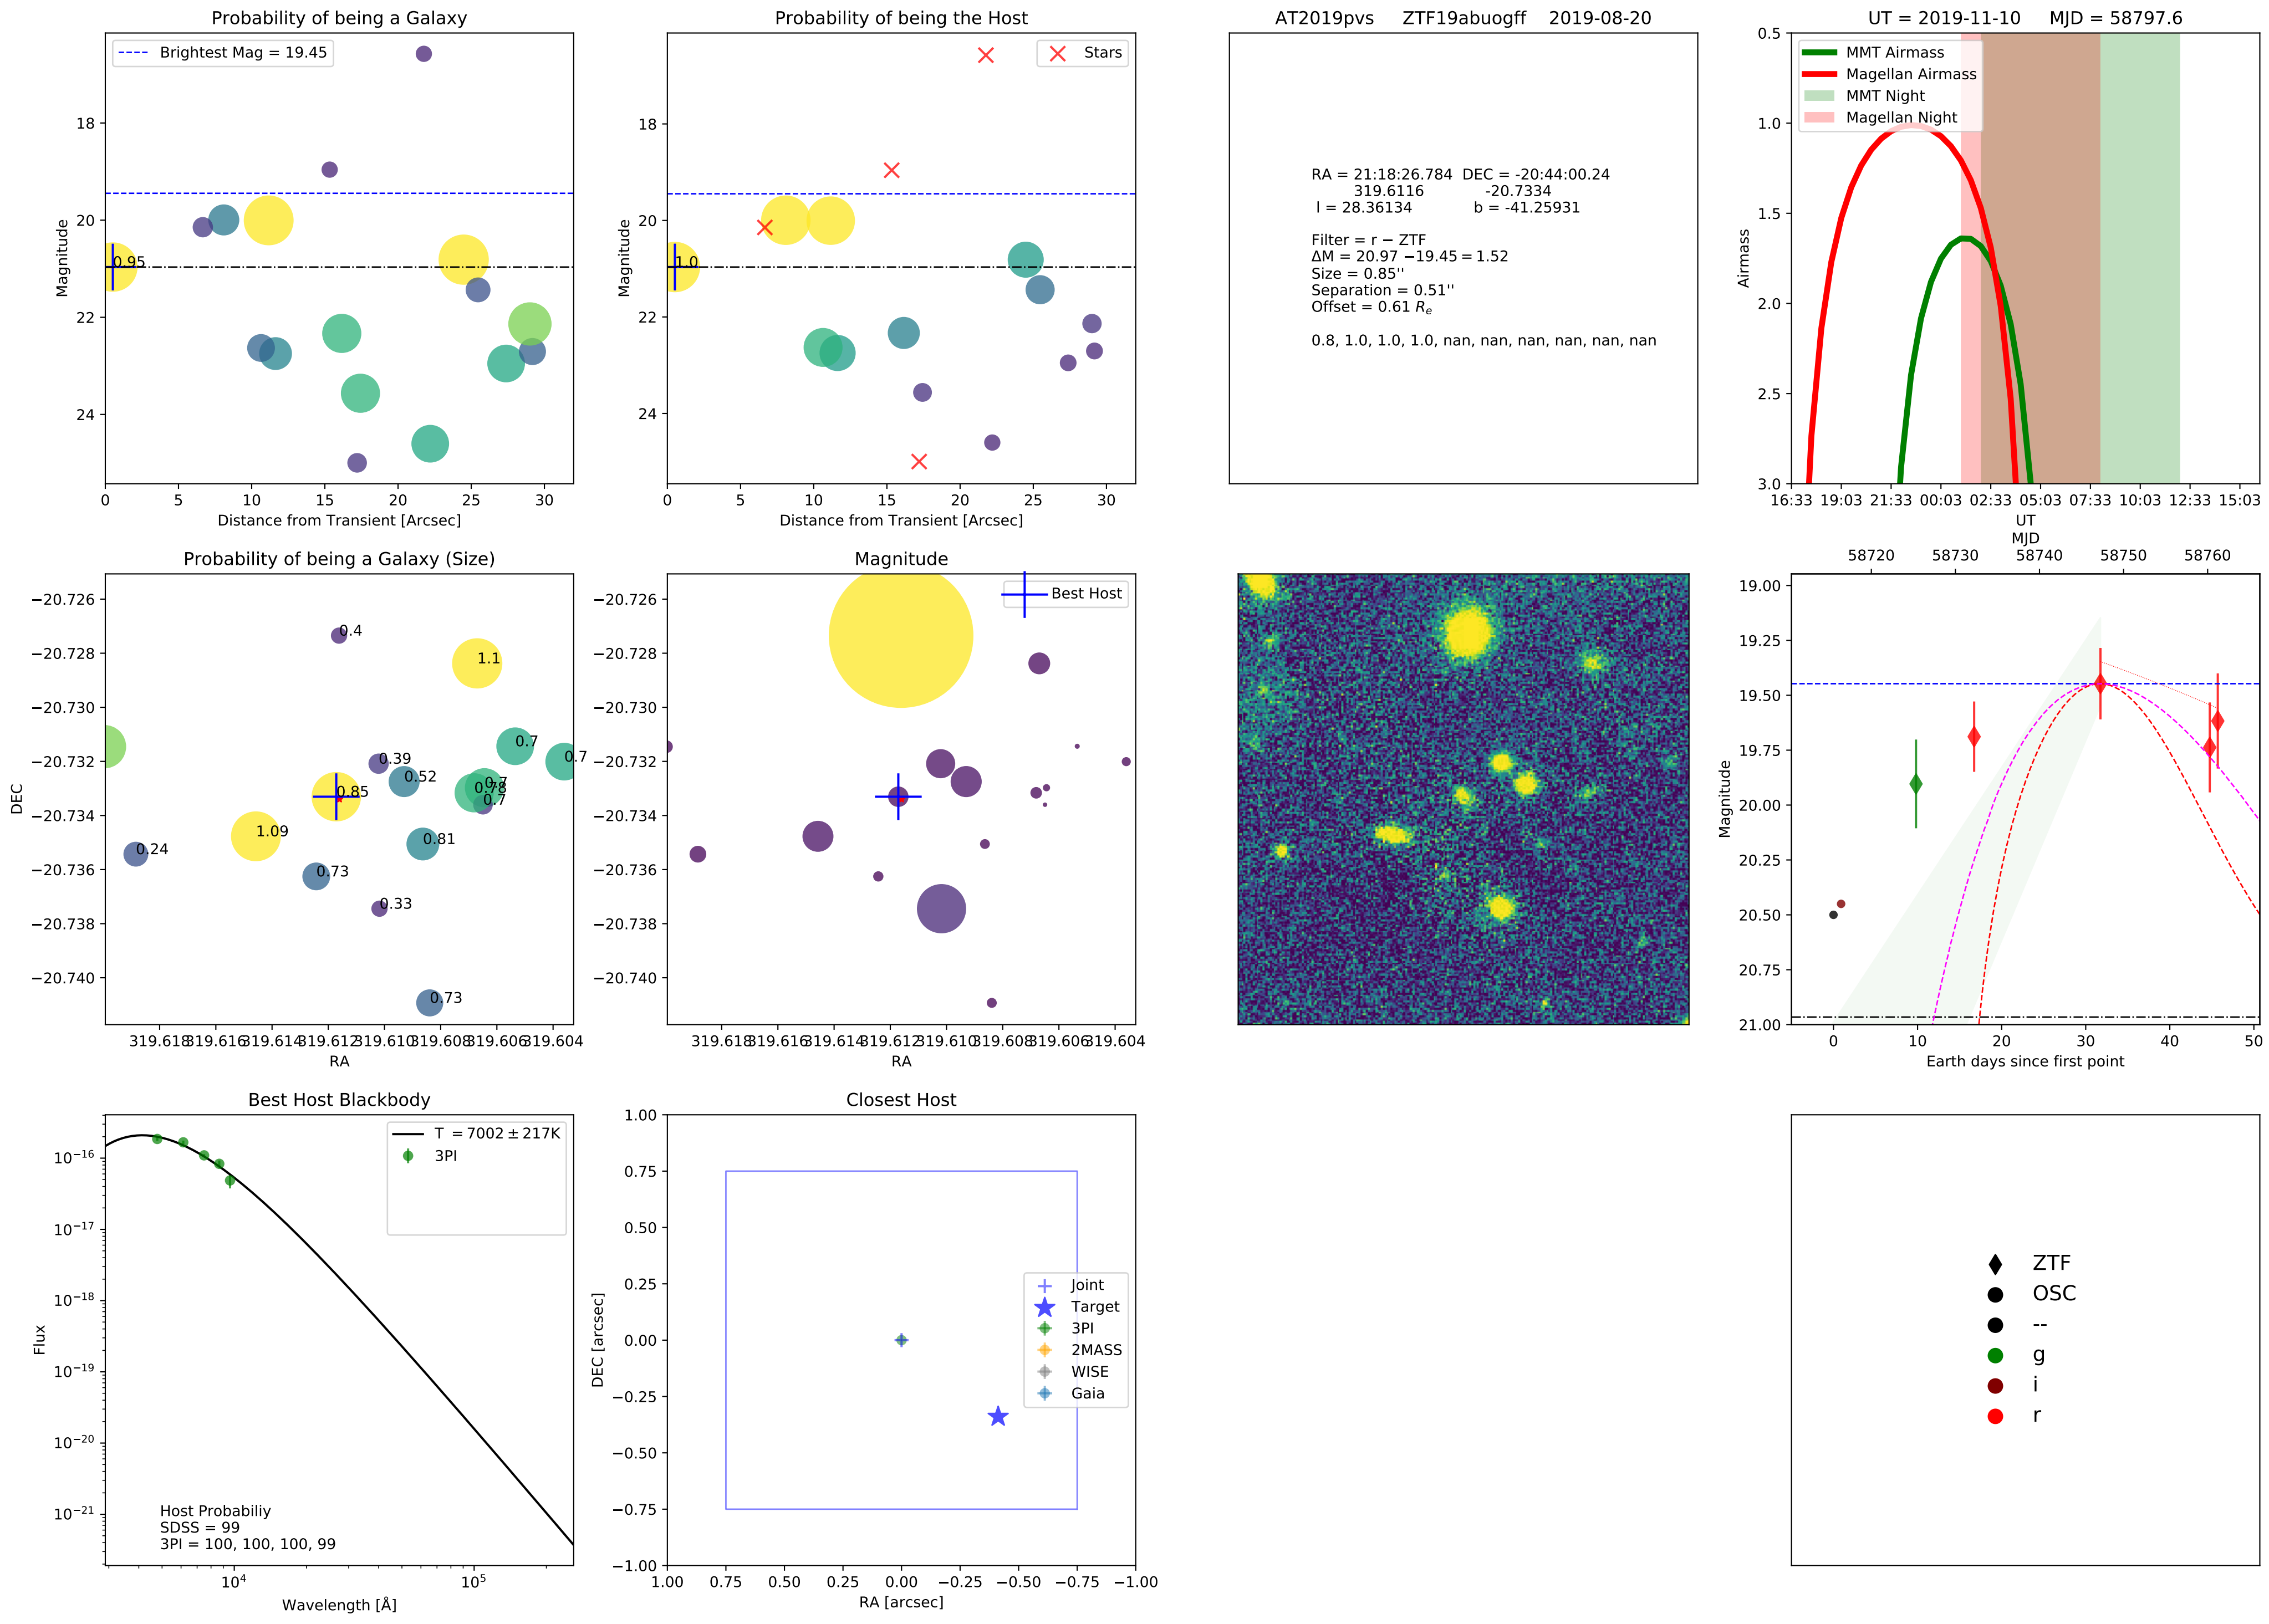 Probability of being a Galaxy
Brightest Mag = 19.45
0.95
18
20
22
24
Magnitude
0
5
10
15
20
25
30
Distance from Transient [Arcsec]
Probability of being the Host
Stars
1.0
18
20
22
24
Magnitude
0
5
10
15
20
25
30
Distance from Transient [Arcsec]
AT2019pvs ZTF19abuogff 2019-08-20
RA = 21:18:26.784 DEC = -20:44:00.24
319.6116 -20.7334
l = 28.36134 b = -41.25931
Filter = r − ZTF
ΔM = 20.97 −19.45 = 1.52
Size = 0.85''
Separation = 0.51''
Offset = 0.61 Re
0.8, 1.0, 1.0, 1.0, nan, nan, nan, nan, nan, nan
UT = 2019-11-10 MJD = 58797.6
MMT Airmass
Magellan Airmass
MMT Night
Magellan Night
0.5
1.0
1.5
2.0
2.5
3.0
Airmass
16:33
19:03
21:33
00:03
02:33
05:03
07:33
10:03
12:33
15:03
UT
Probability of being a Galaxy (Size)
0.4
1.1
0.7
0.7
0.39
0.52
0.7
0.78
0.7
0.85
1.09
0.81
0.24
0.73
0.33
0.73
−20.726
−20.728
−20.730
−20.732
−20.734
−20.736
−20.738
−20.740
DEC
319.618
319.616
319.614
319.612
319.610
319.608
319.606
319.604
RA
Magnitude
Best Host
−20.726
−20.728
−20.730
−20.732
−20.734
−20.736
−20.738
−20.740
319.618
319.616
319.614
319.612
319.610
319.608
319.606
319.604
RA
MJD
58720
58730
58740
58750
58760
19.00
19.25
19.50
19.75
20.00
20.25
20.50
20.75
21.00
Magnitude
0
10
20
30
40
50
Earth days since first point
Best Host Blackbody
T = 7002 ± 217K
3PI
10−16
10−17
10−18
10−19
10−20
10−21
Flux
Host Probabiliy
SDSS = 99
3PI = 100, 100, 100, 99
104
105
Wavelength [Å]
Closest Host
Joint
Target
3PI
2MASS
WISE
Gaia
1.00
0.75
0.50
0.25
0.00
−0.25
−0.50
−0.75
−1.00
DEC [arcsec]
1.00
0.75
0.50
0.25
0.00
−0.25
−0.50
−0.75
−1.00
RA [arcsec]
ZTF
OSC
--
g
i
r